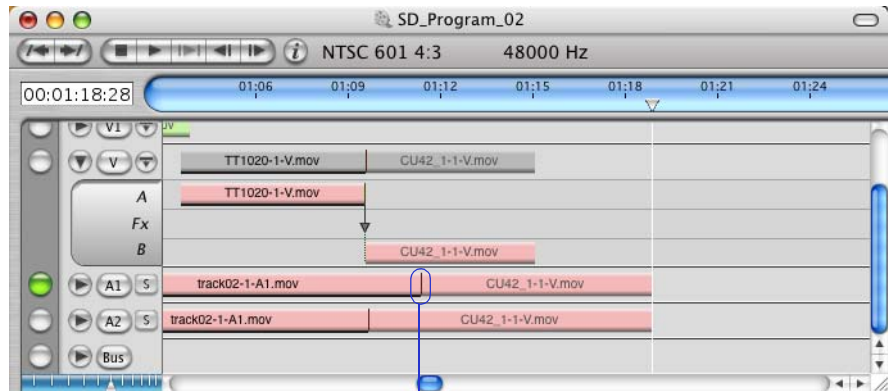 SD_Program_02
NTSC 601 4:3 48000 Hz
00:01:18:28 01:06 01:09 01:12 01:15 01:18 01:21 01:24
V1
V TT1020-1-V.mov CU42_1-1-V.mov
A TT1020-1-V.mov
Fx
B CU42_1-1-V.mov
A1 S track02-1-A1.mov CU42_1-1-V.mov
A2 S track02-1-A1.mov CU42_1-1-V.mov
Bus